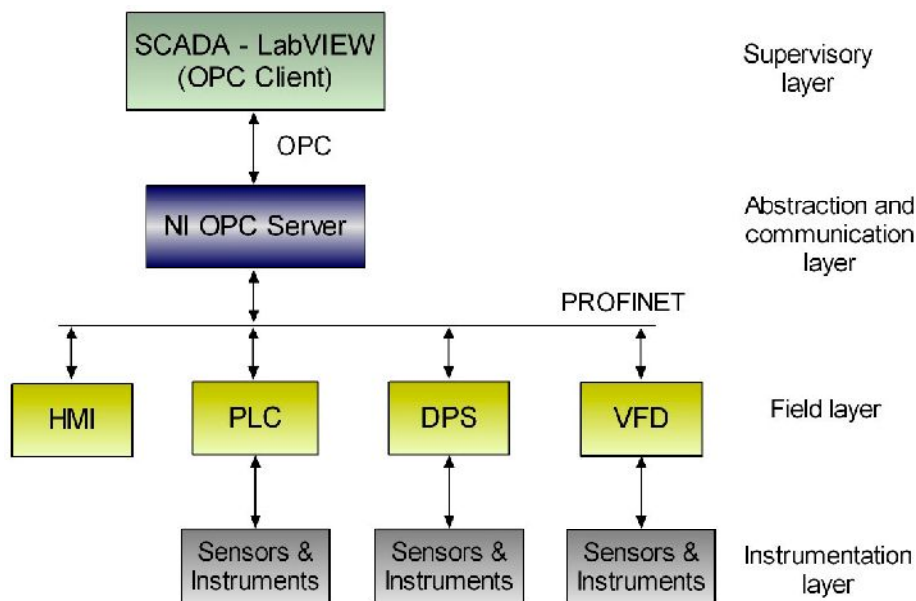 SCADA - LabVIEW
(OPC Client)
Supervisory
layer
OPC
NI OPC Server
Abstraction and
communication
layer
PROFINET
HMI
PLC
DPS
VFD
Field layer
Sensors &
Instruments
Sensors &
Instruments
Sensors &
Instruments
Instrumentation
layer